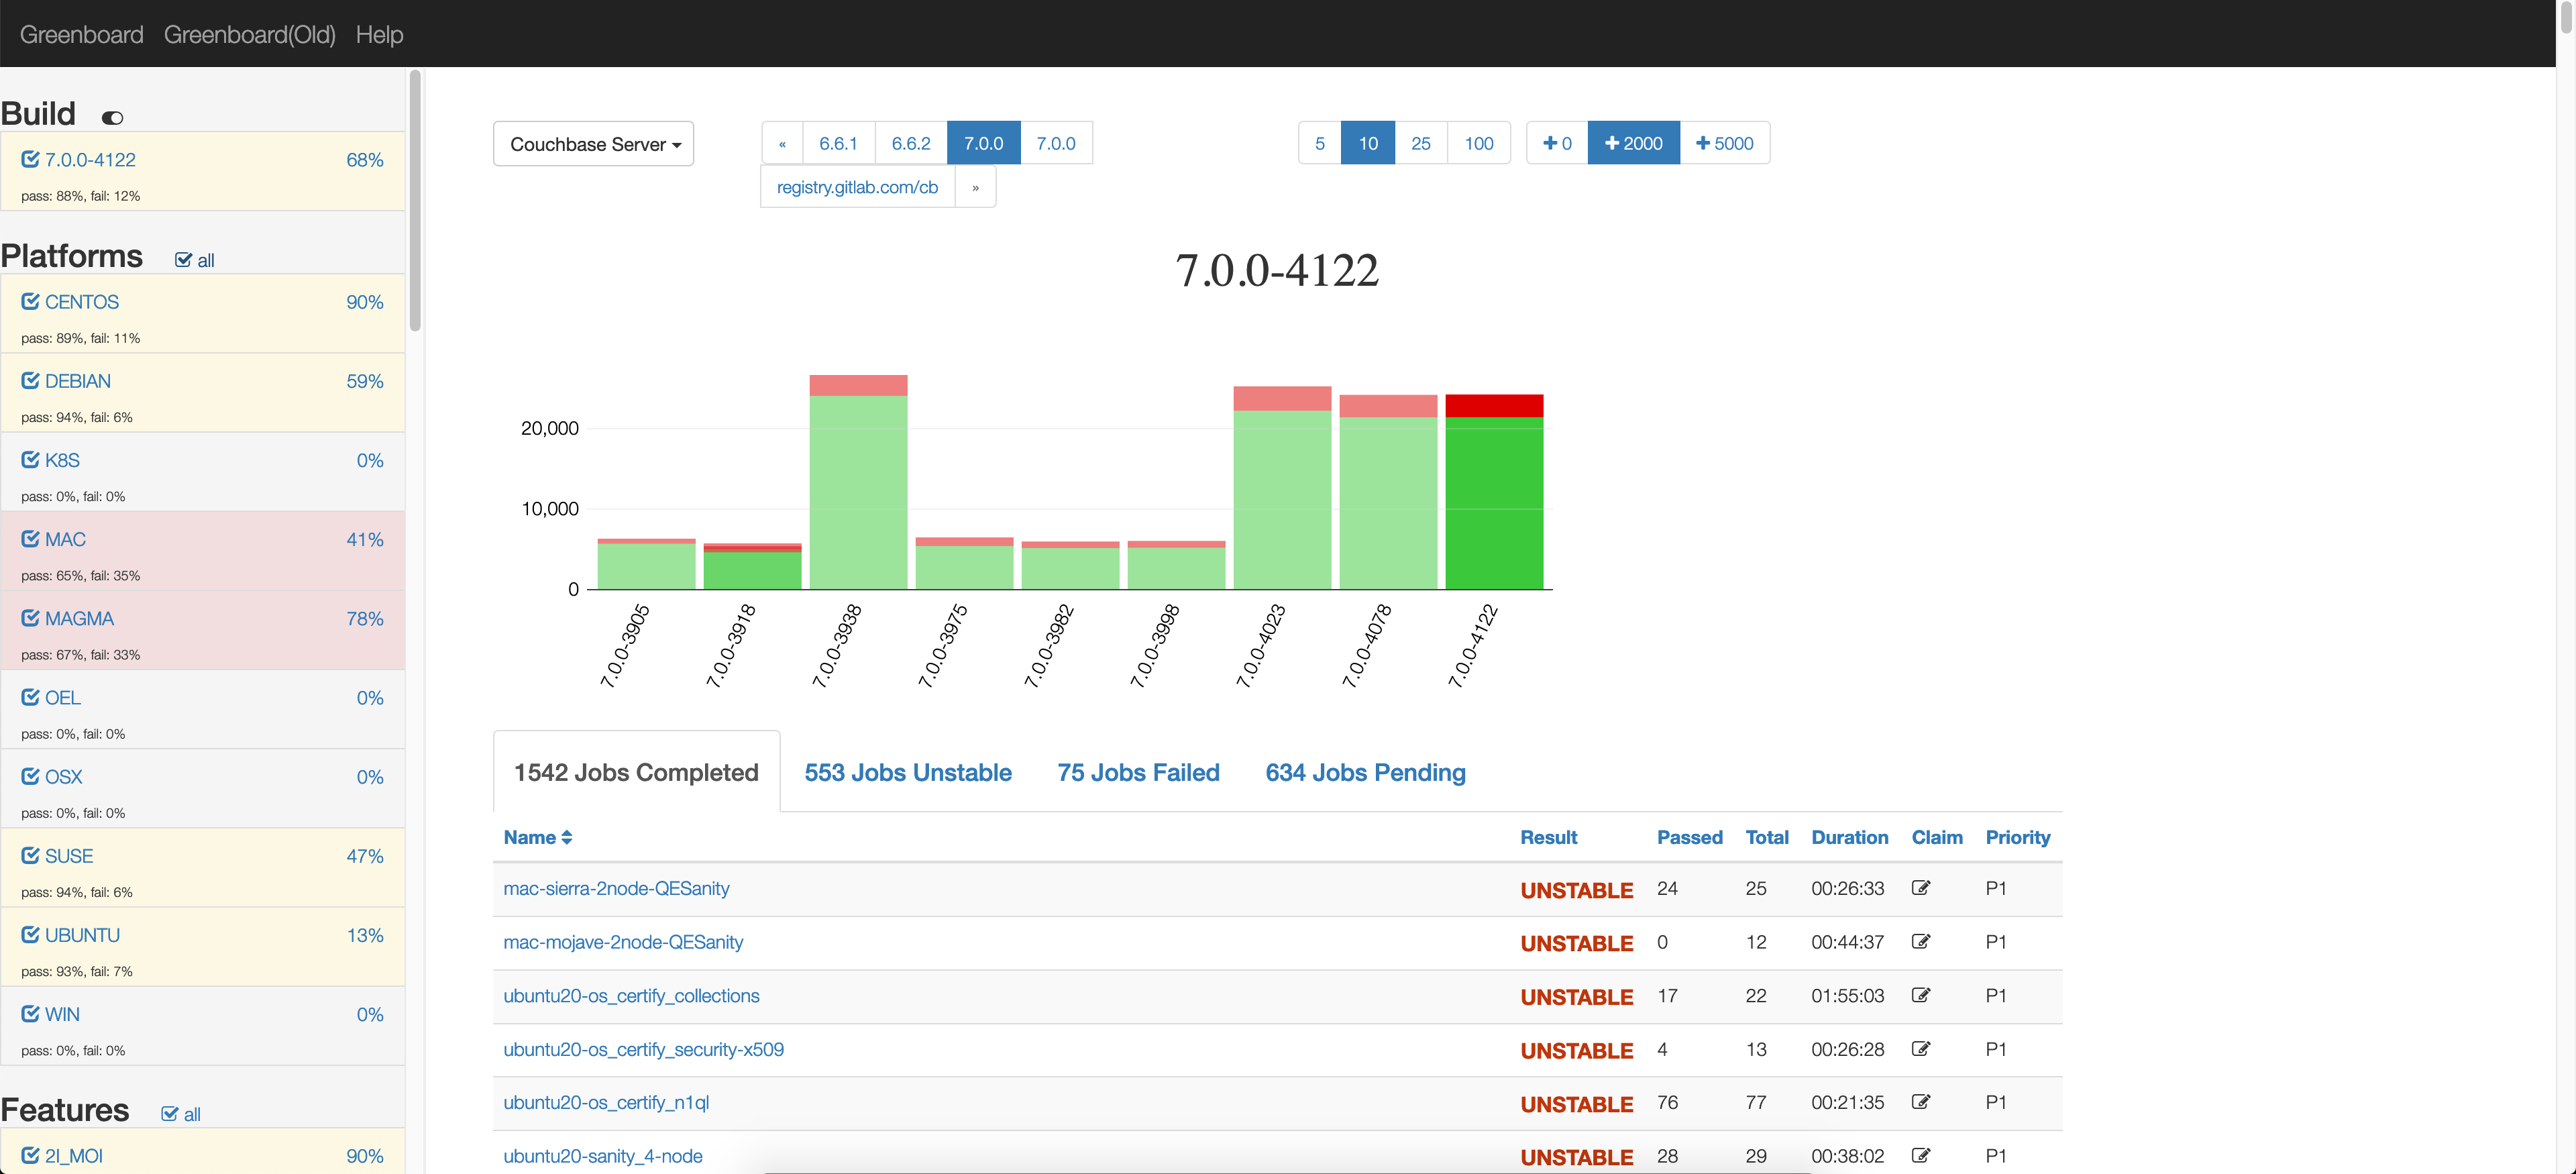 Greenboard Greenboard(Old) Help
Build
7.0.0-4122 68%
pass: 88%, fail: 12%
Platforms all
CENTOS 90%
pass: 89%, fail: 11%
DEBIAN 59%
pass: 94%, fail: 6%
K8S 0%
pass: 0%, fail: 0%
MAC 41%
pass: 65%, fail: 35%
MAGMA 78%
pass: 67%, fail: 33%
OEL 0%
pass: 0%, fail: 0%
OSX 0%
pass: 0%, fail: 0%
SUSE 47%
pass: 94%, fail: 6%
UBUNTU 13%
pass: 93%, fail: 7%
WIN 0%
pass: 0%, fail: 0%
Features all
2I_MOI 90%
Couchbase Server « 6.6.1 6.6.2 7.0.0 7.0.0 5 10 25 100 +0 +2000 +5000
registry.gitlab.com/cb »
7.0.0-4122
20,000
10,000
0
7.0.0-3905 7.0.0-3918 7.0.0-3938 7.0.0-3975 7.0.0-3982 7.0.0-3998 7.0.0-4023 7.0.0-4078 7.0.0-4122
1542 Jobs Completed 553 Jobs Unstable 75 Jobs Failed 634 Jobs Pending
Name Result Passed Total Duration Claim Priority
mac-sierra-2node-QESanity UNSTABLE 24 25 00:26:33 P1
mac-mojave-2node-QESanity UNSTABLE 0 12 00:44:37 P1
ubuntu20-os_certify_collections UNSTABLE 17 22 01:55:03 P1
ubuntu20-os_certify_security-x509 UNSTABLE 4 13 00:26:28 P1
ubuntu20-os_certify_n1ql UNSTABLE 76 77 00:21:35 P1
ubuntu20-sanity_4-node UNSTABLE 28 29 00:38:02 P1